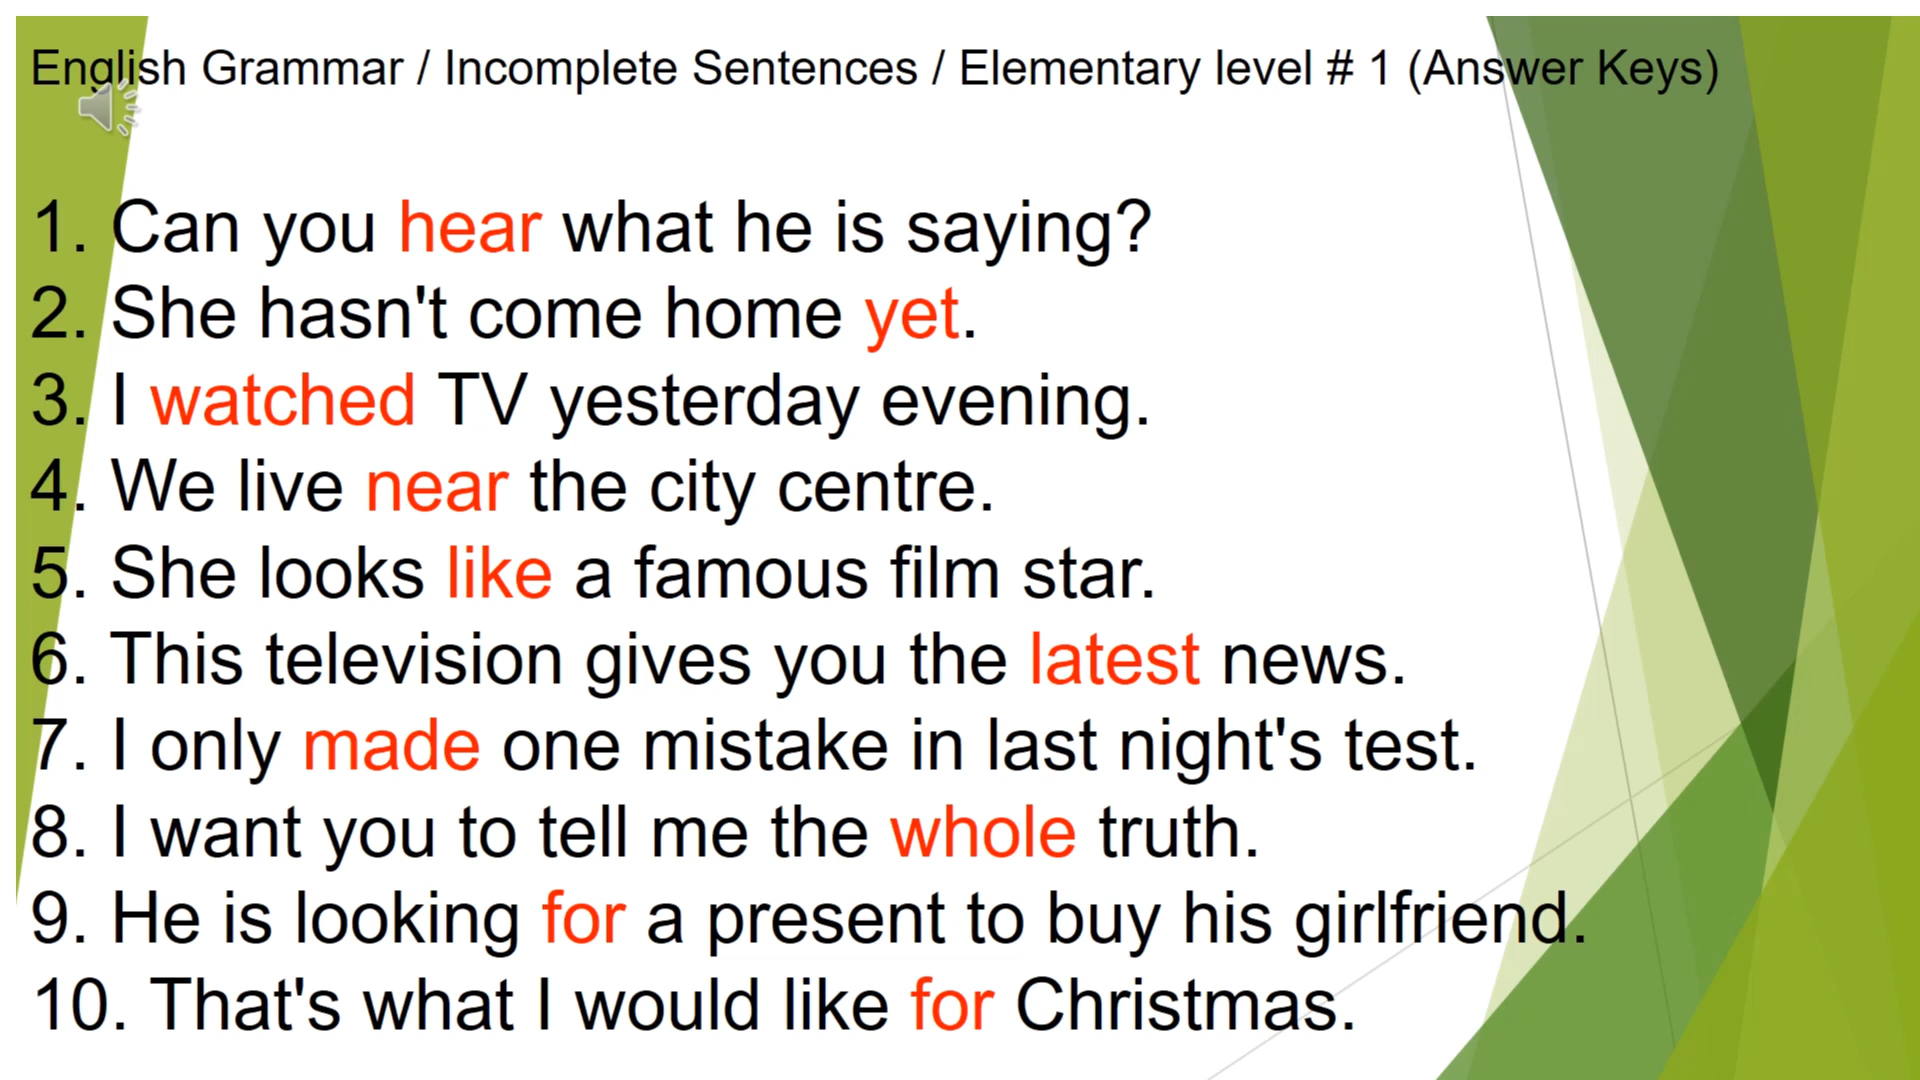 English Grammar / Incomplete Sentences / Elementary level # 1 (Answer Keys)
1. Can you hear what he is saying?
2. She hasn't come home yet.
3. I watched TV yesterday evening.
4. We live near the city centre.
5. She looks like a famous film star.
6. This television gives you the latest news.
7. I only made one mistake in last night's test.
8. I want you to tell me the whole truth.
9. He is looking for a present to buy his girlfriend.
10. That's what I would like for Christmas.